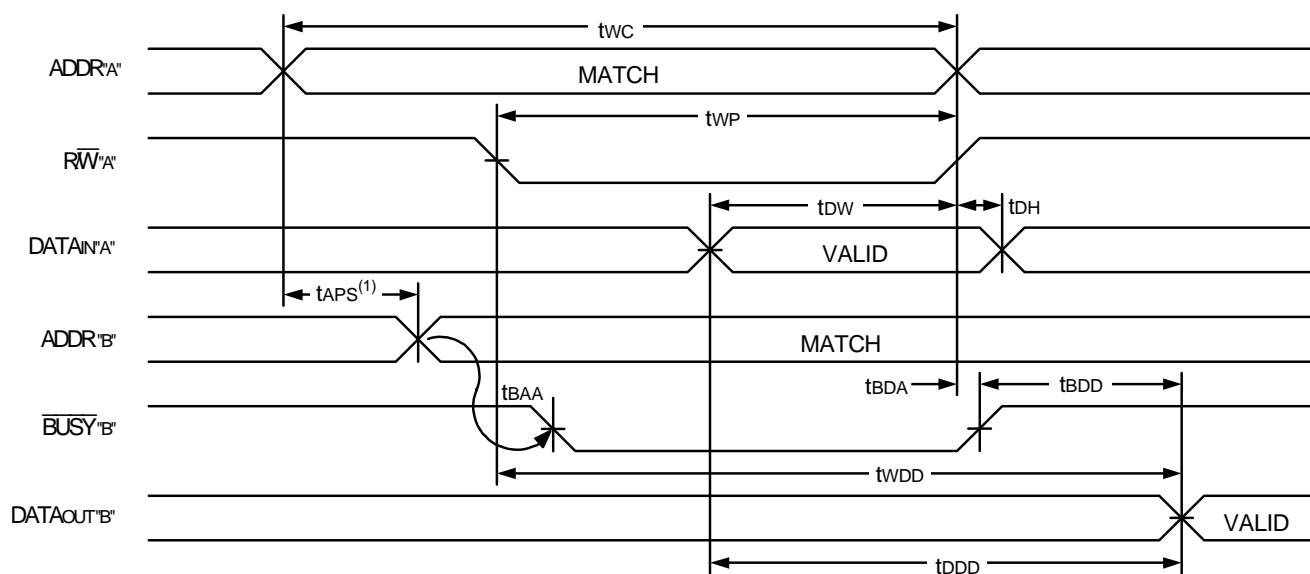 tWC
ADDR"A"
MATCH
tWP
R/W"A"
tDW
tDH
DATAIN"A"
VALID
tAPS(1)
ADDR"B"
MATCH
tBAA
tBDA
tBDD
BUSY"B"
tWDD
DATAOUT"B"
VALID
tDDD